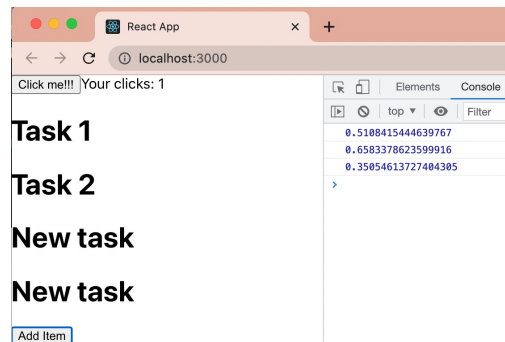 React App
localhost:3000
Click me!!! Your clicks: 1
Task 1
Task 2
New task
New task
Add Item
Elements Console
top Filter
0.5108415444639767
0.6583378623599916
0.35054613727404305